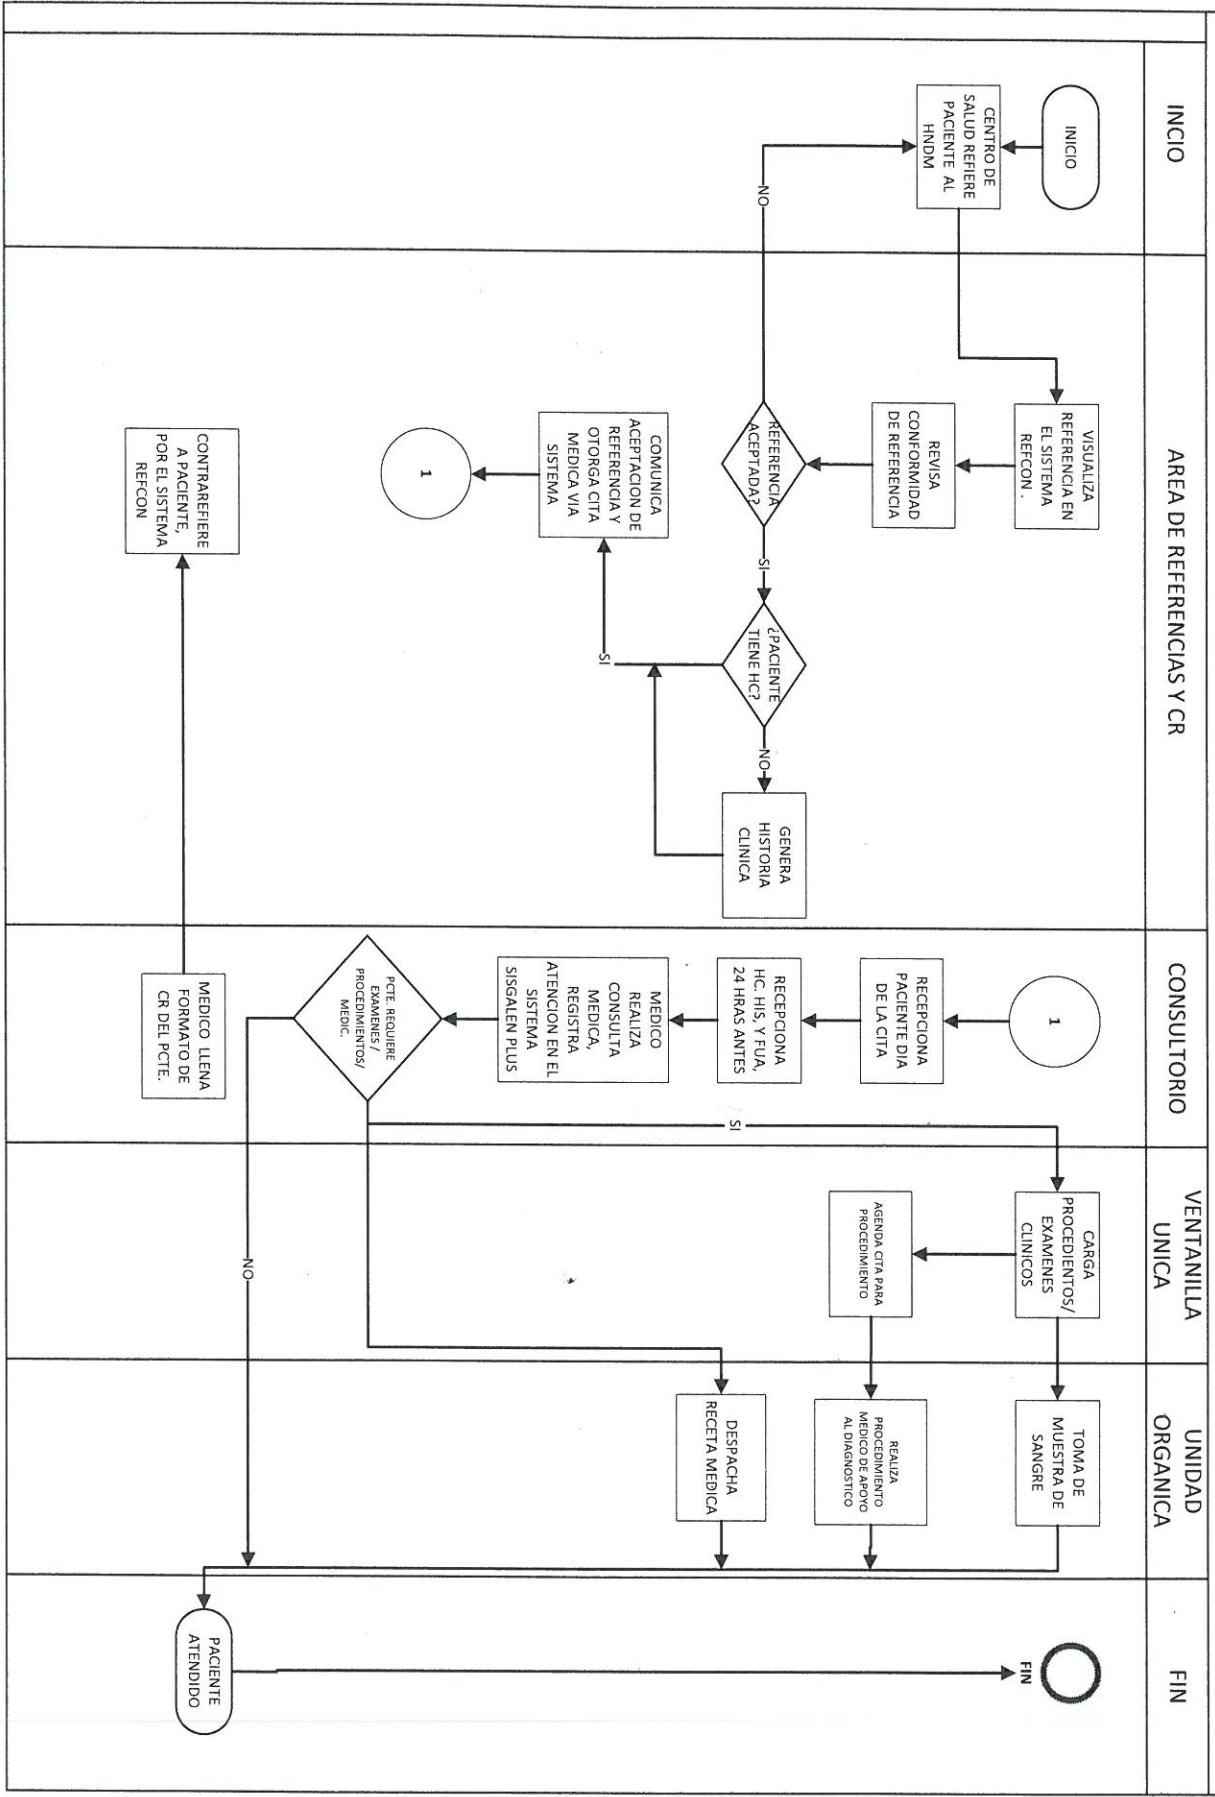 INCIO
AREA DE REFERENCIAS Y CR
CONSULTORIO
VENTANILLA
UNICA
UNIDAD
ORGANICA
FIN
INICIO
CENTRO DE
SALUD REFIERE
PACIENTE AL
HNDM
NO
VISUALIZA
REFERENCIA EN
EL SISTEMA
REFCON .
REVISA
CONFORMIDAD
DE REFERENCIA
REFERENCIA
ACEPTADA?
SI
¿PACIENTE
TIENE HC?
NO
GENERA
HISTORIA
CLINICA
SI
COMUNICA
ACEPTACION DE
REFERENCIA Y
OTORGA CITA
MEDICA VIA
SISTEMA
1
CONTRAREFIERE
A PACIENTE,
POR EL SISTEMA
REFCON
1
RECEPCIONA
PACIENTE DIA
DE LA CITA
RECEPCIONA
HC. HIS, Y FUA,
24 HRAS ANTES
MEDICO
REALIZA
CONSULTA
MEDICA,
REGISTRA
ATENCION EN EL
SISTEMA
SISGALEN PLUS
PCTE. REQUIERE
EXAMENES /
PROCEDIMIENTOS/
MEDIC.
SI
NO
MEDICO LLENA
FORMATO DE
CR DEL PCTE.
CARGA
PROCEDIENTOS/
EXAMENES
CLINICOS
AGENDA CITA PARA
PROCEDIMIENTO
TOMA DE
MUESTRA DE
SANGRE
REALIZA
PROCEDIMIENTO
MEDICO DE APOYO
AL DIAGNOSTICO
DESPACHA
RECETA MEDICA
PACIENTE
ATENDIDO
FIN